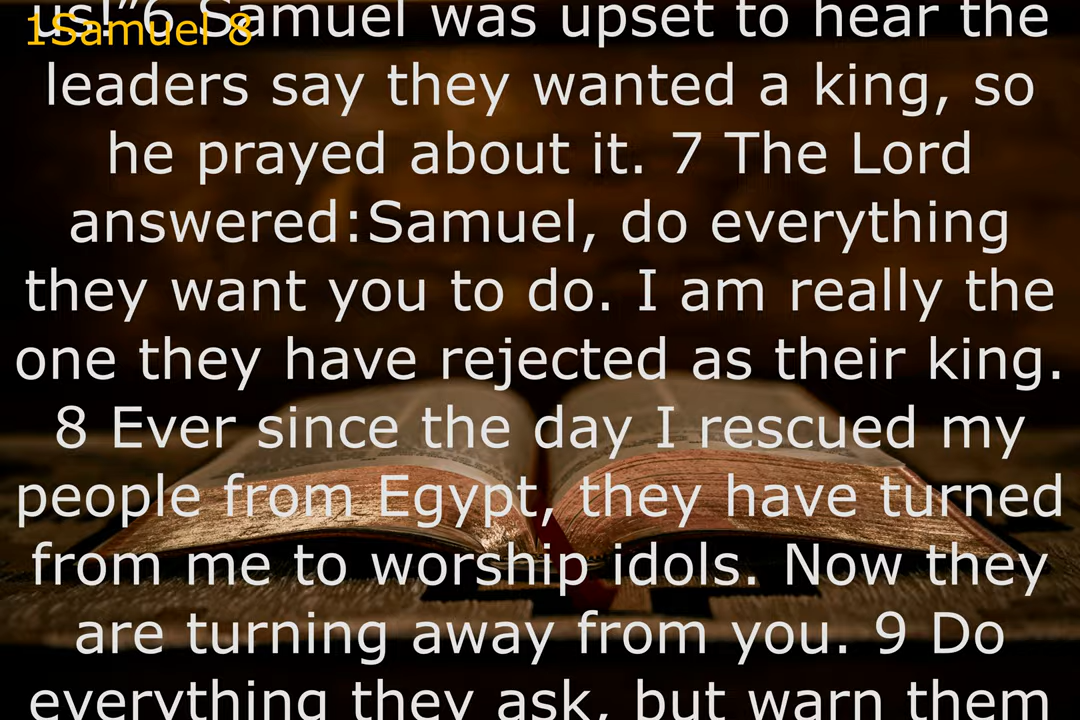 1Samuel 8
us!”6 Samuel was upset to hear the
leaders say they wanted a king, so
he prayed about it. 7 The Lord
answered:Samuel, do everything
they want you to do. I am really the
one they have rejected as their king.
8 Ever since the day I rescued my
people from Egypt, they have turned
from me to worship idols. Now they
are turning away from you. 9 Do
everything they ask, but warn them